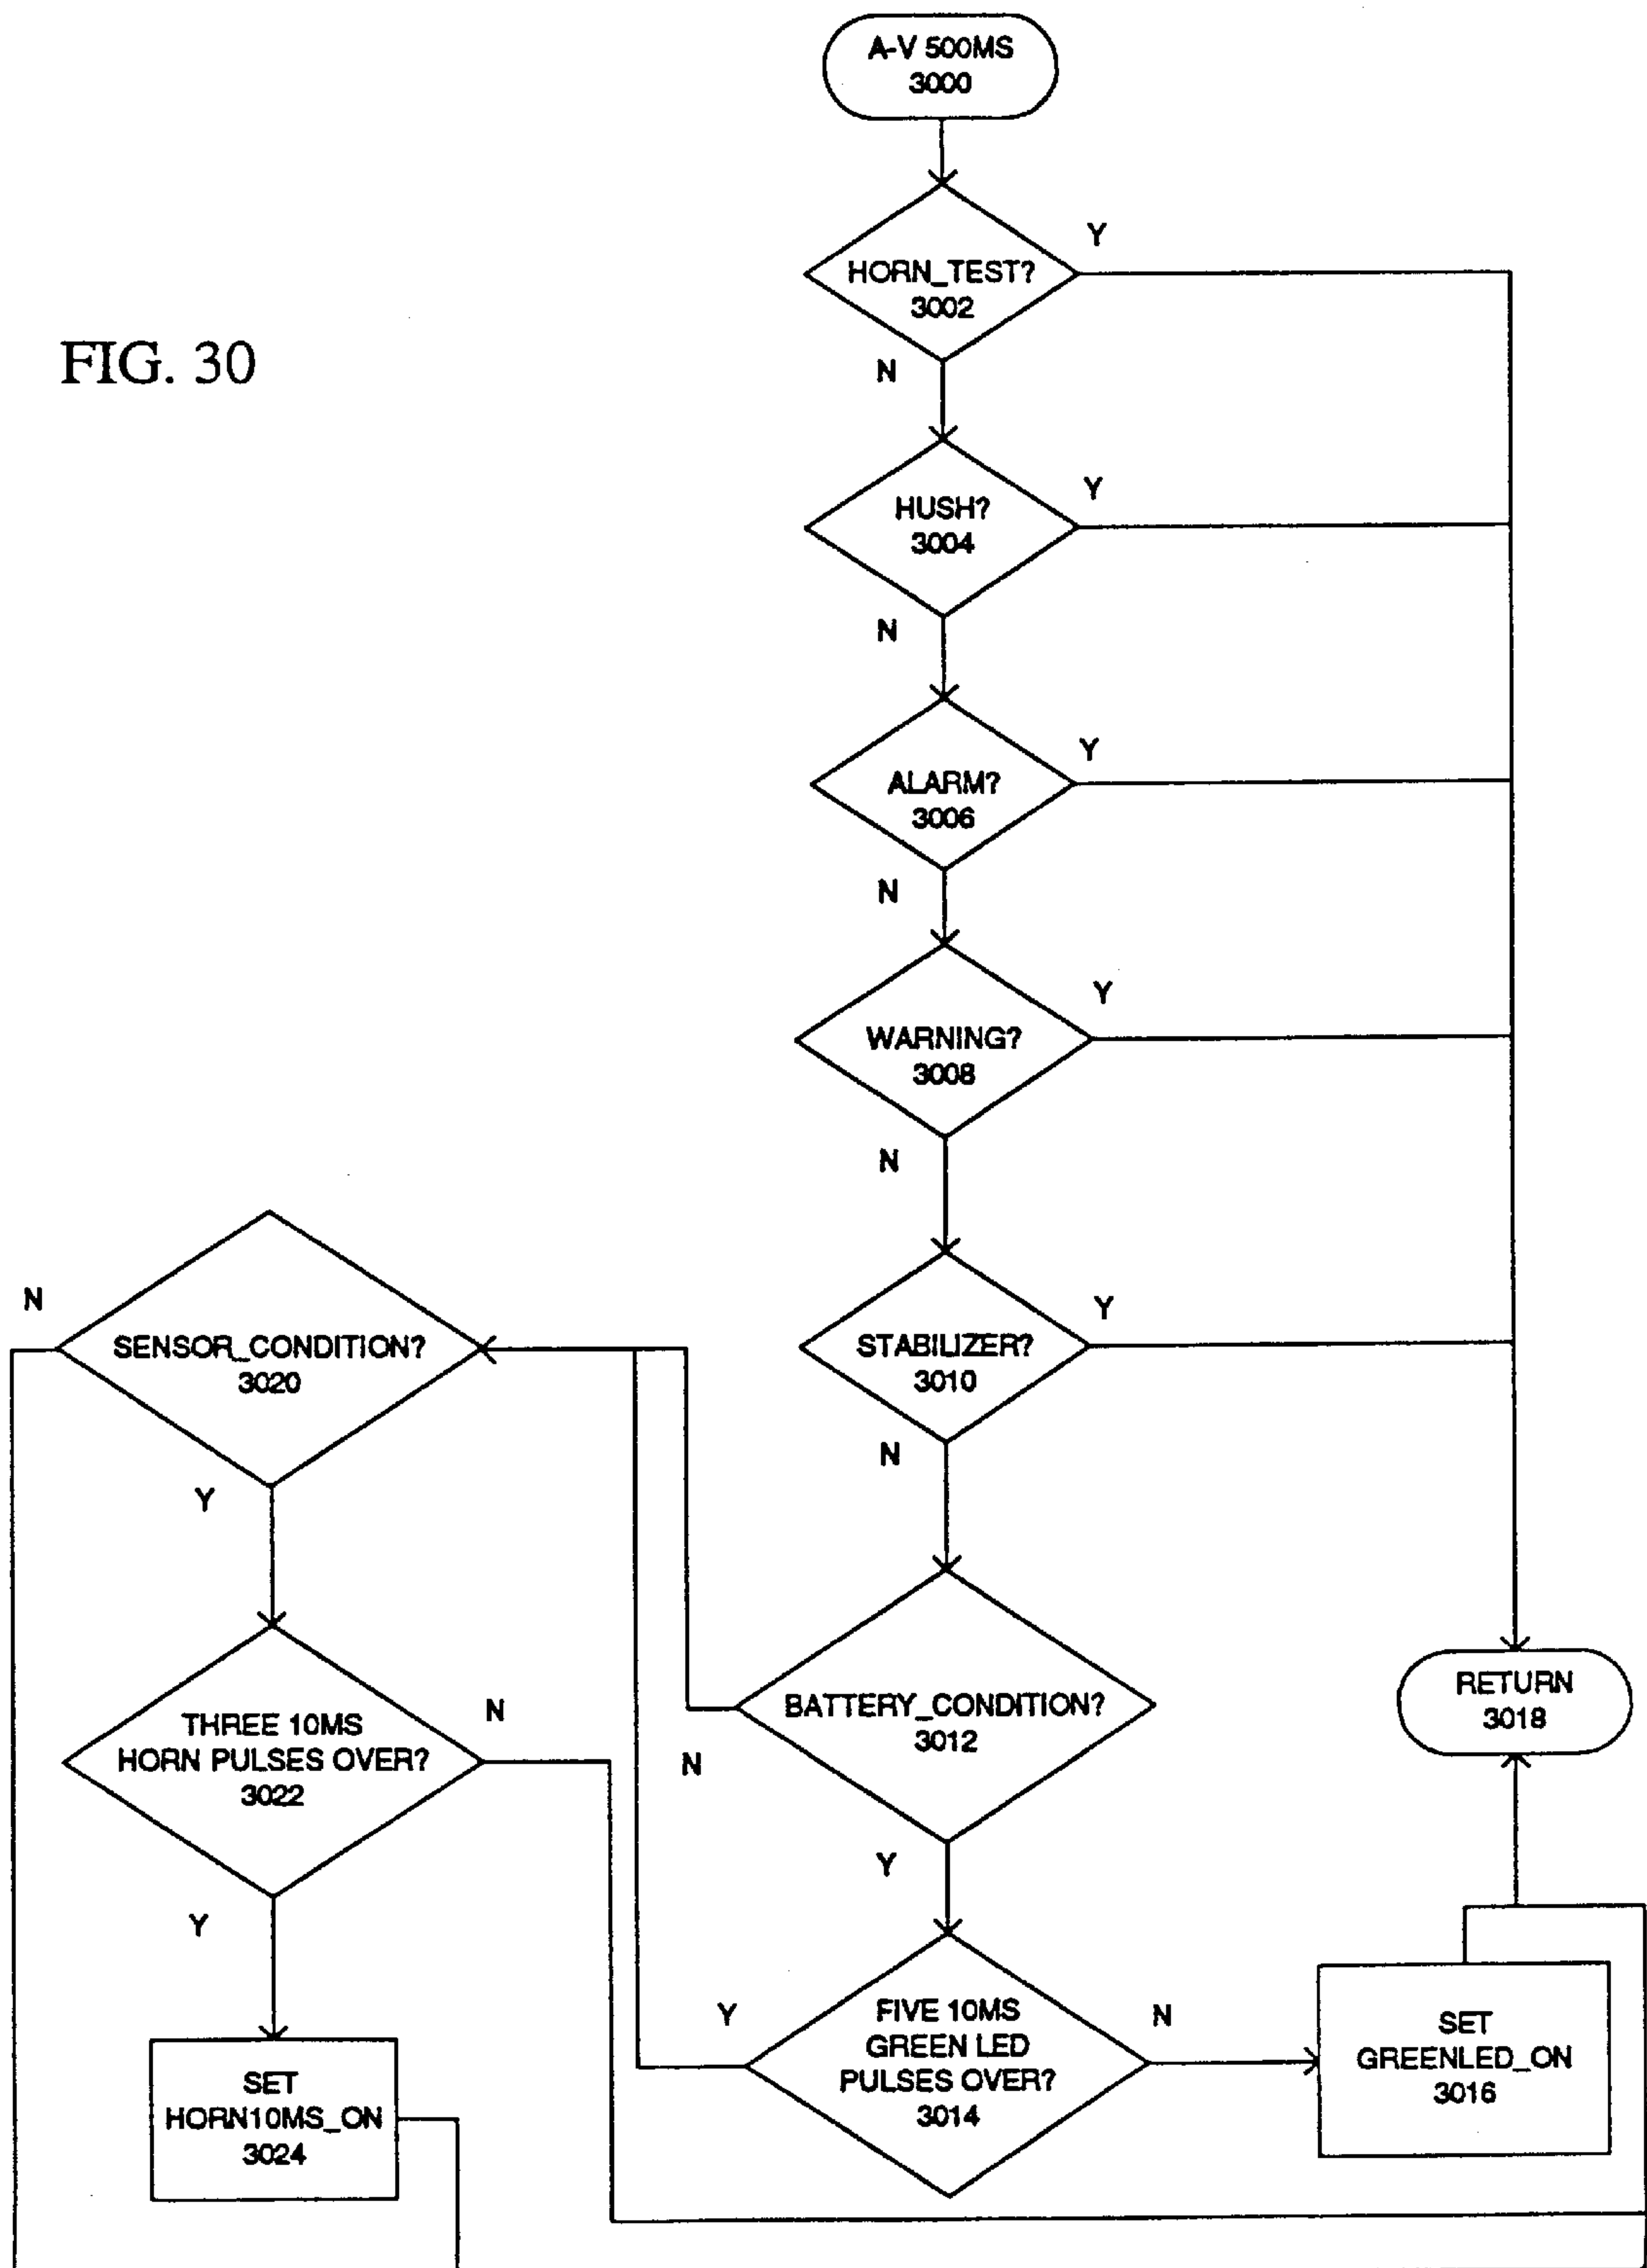 A-V 500MS
3000
Y
HORN_TEST?
3002
FIG. 30
N
Y
HUSH?
3004
N
Y
ALARM?
3006
N
Y
WARNING?
3008
N
N
Y
SENSOR_CONDITION?
3020
STABILIZER?
3010
N
Y
RETURN
3018
BATTERY_CONDITION?
3012
N
THREE 10MS
HORN PULSES OVER?
3022
N
Y
Y
Y
FIVE 10MS
GREEN LED
PULSES OVER?
3014
N
SET
GREENLED_ON
3016
SET
HORN10MS_ON
3024